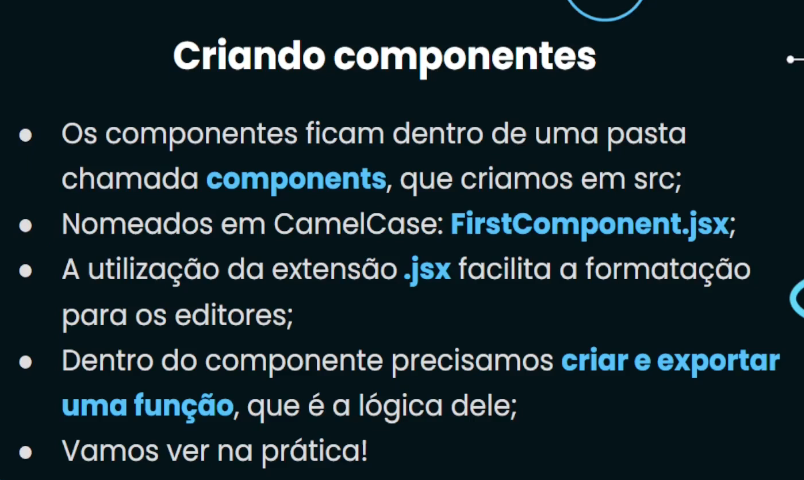 Criando componentes
● Os componentes ficam dentro de uma pasta
chamada components, que criamos em src;
● Nomeados em CamelCase: FirstComponent.jsx;
● A utilização da extensão .jsx facilita a formatação
para os editores;
● Dentro do componente precisamos criar e exportar
uma função, que é a lógica dele;
● Vamos ver na prática!